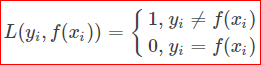 L(y_i, f(x_i)) = { 1, y_i ≠ f(x_i)
0, y_i = f(x_i)